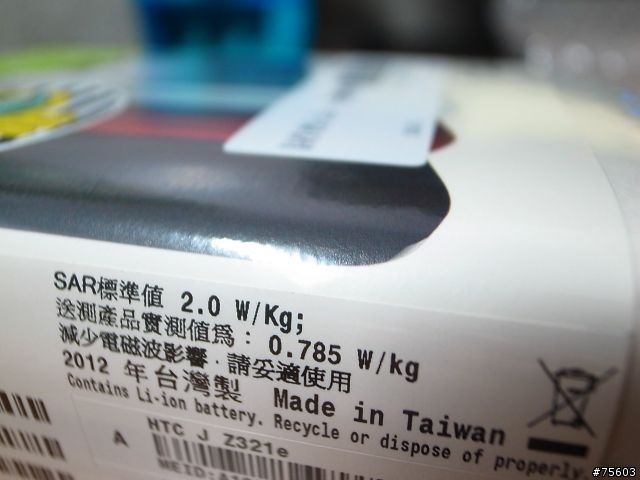 SAR標準值 2.0 W/Kg;
送測產品實測值為: 0.785 W/kg
減少電磁波影響,請妥適使用
2012 年台灣製 Made in Taiwan
Contains Li-ion battery. Recycle or dispose of properly.
A
HTC J Z321e
MEID:
#75603